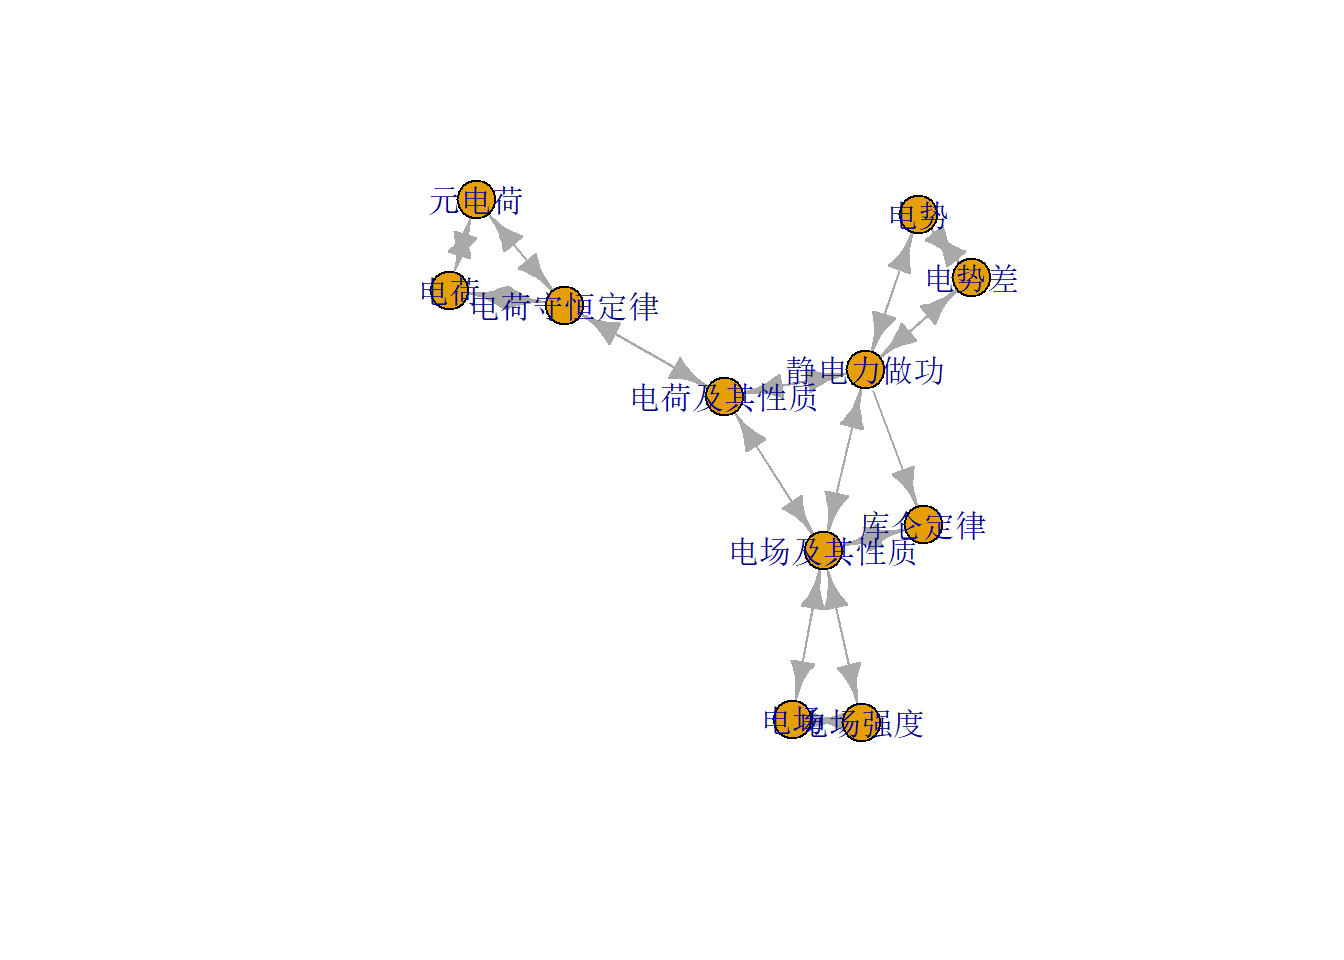 元电荷
电势
电势差
电荷
电荷守恒定律
静电力做功
电荷及其性质
库仑定律
电场及其性质
电场
电场强度